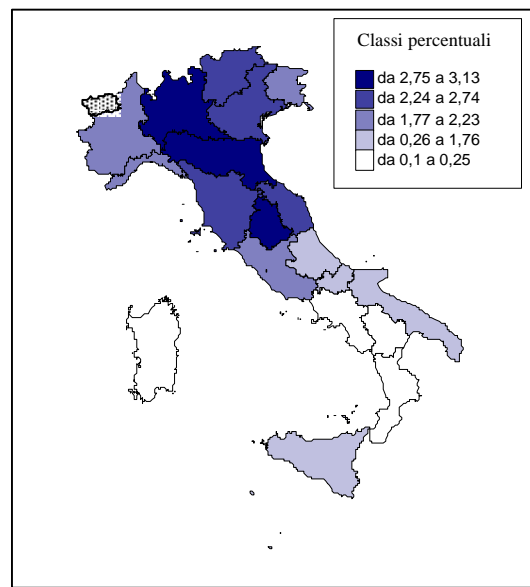 Classi percentuali
da 2,75 a 3,13
da 2,24 a 2,74
da 1,77 a 2,23
da 0,26 a 1,76
da 0,1 a 0,25